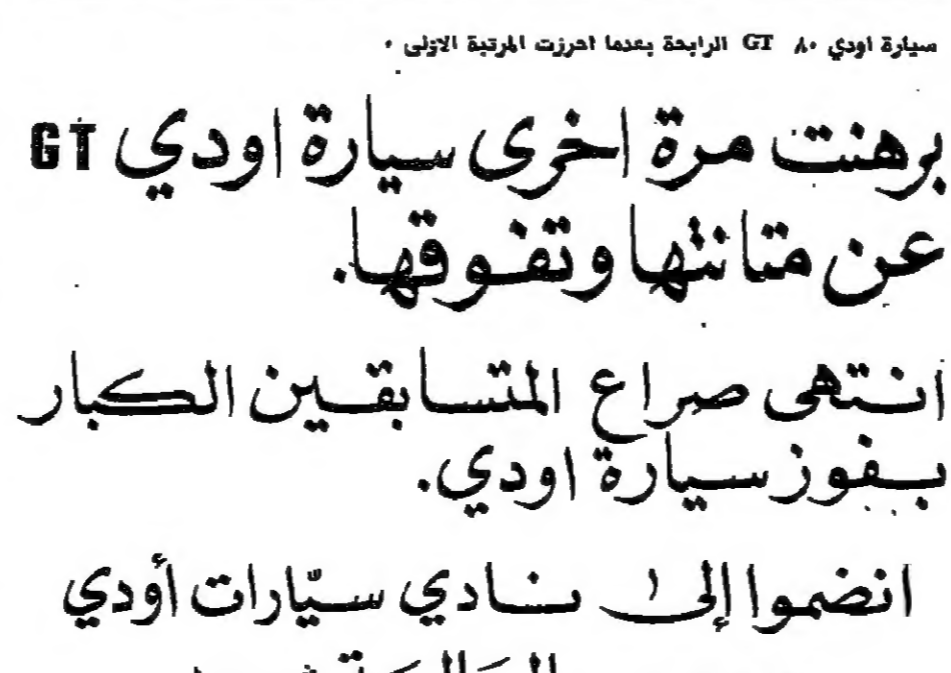 سيارة اودي ٨٠ GT الرابحة بعدما احرزت المرتبة الاولى ٠
برهنت مرة اخرى سيارة اودي GT
عن متانتها وتفوقها.
انتهى صراع المتسابقين الكبار
بفوز سيارة اودي.
انضموا إلى نادي سيّارات أودي